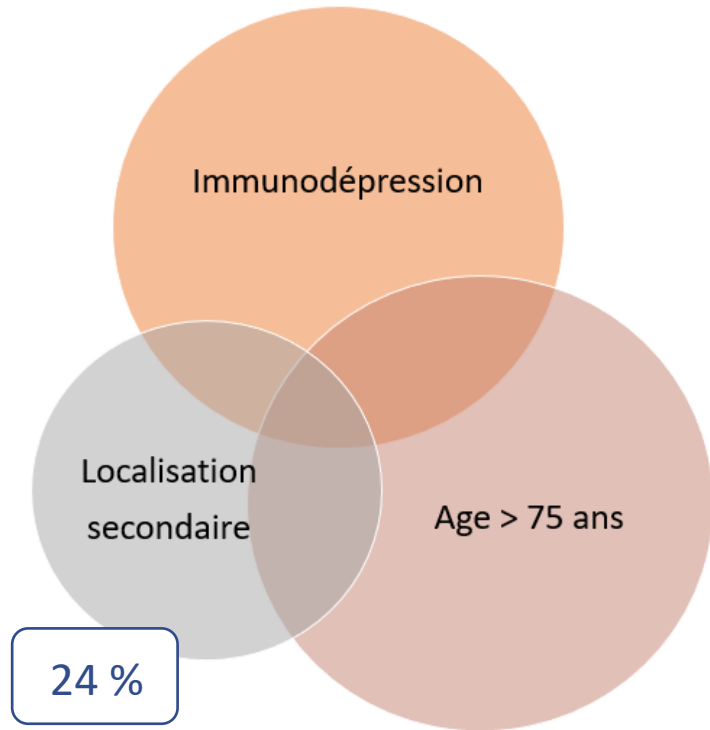 Immunodépression
Localisation
secondaire
Age > 75 ans
24 %